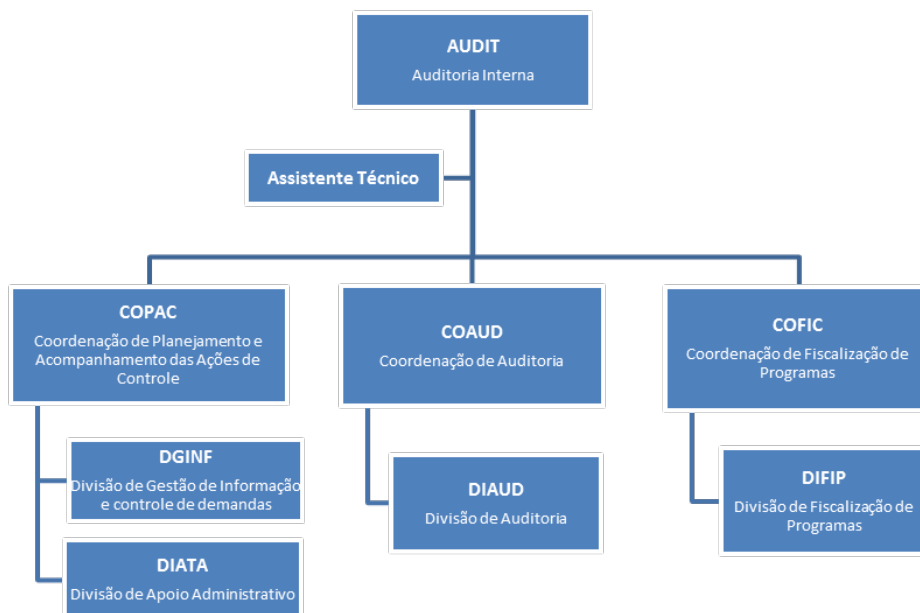 AUDIT
Auditoria Interna
Assistente Técnico
COPAC
Coordenação de Planejamento e
Acompanhamento das Ações de
Controle
COAUD
Coordenação de Auditoria
COFIC
Coordenação de Fiscalização de
Programas
DGINF
Divisão de Gestão de Informação
e controle de demandas
DIAUD
Divisão de Auditoria
DIFIP
Divisão de Fiscalização de
Programas
DIATA
Divisão de Apoio Administrativo